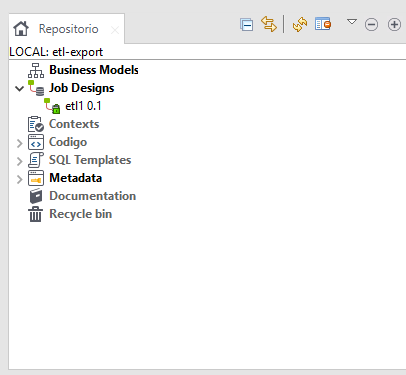 Repositorio
LOCAL: etl-export
Business Models
Job Designs
etl1 0.1
Contexts
Codigo
SQL Templates
Metadata
Documentation
Recycle bin